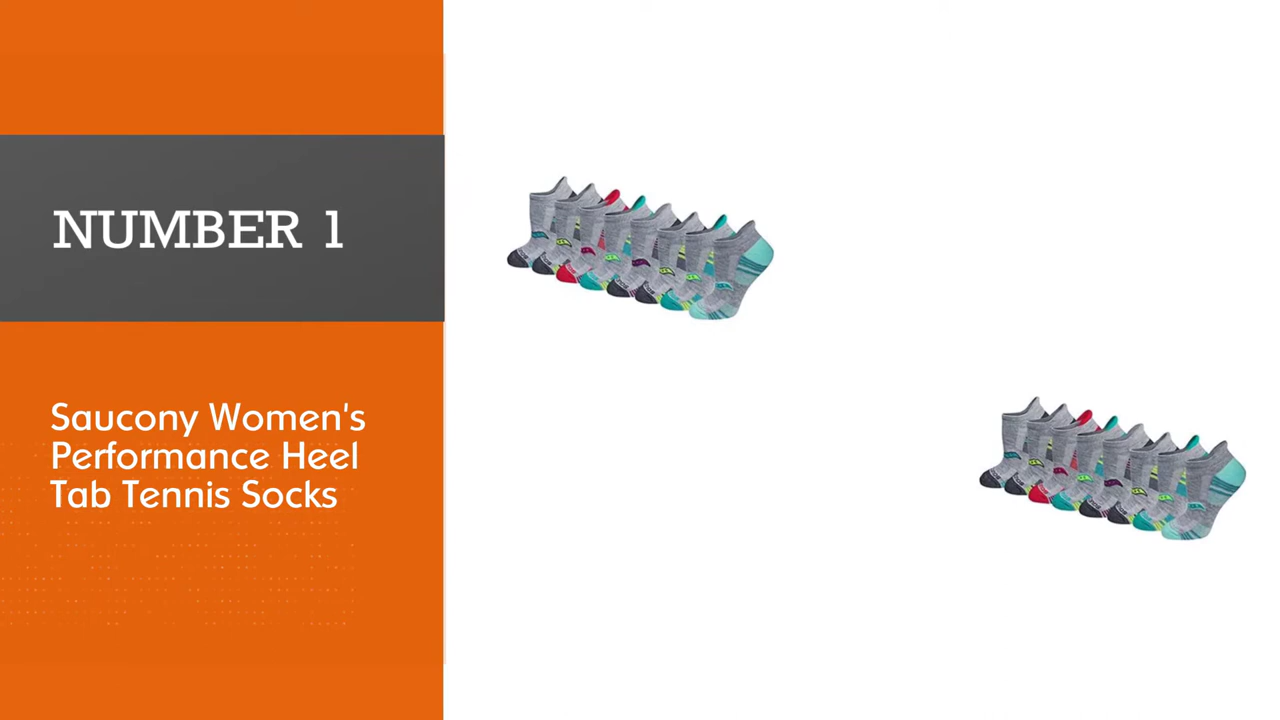 NUMBER 1
Saucony Women's
Performance Heel
Tab Tennis Socks